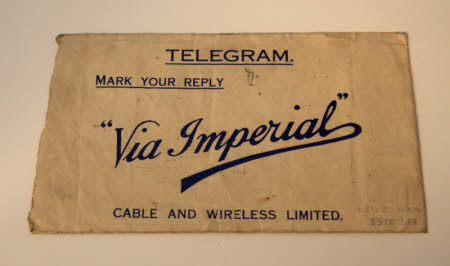 TELEGRAM.
MARK YOUR REPLY
"Via Imperial"
CABLE AND WIRELESS LIMITED.